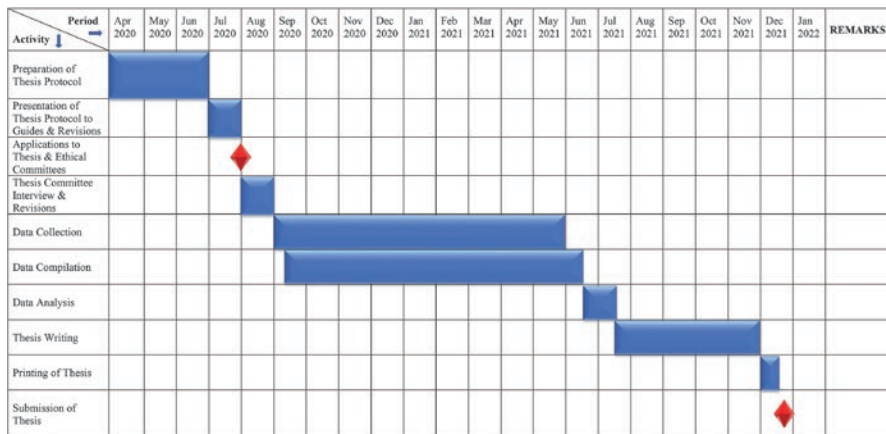 Period
Activity
Apr 2020
May 2020
Jun 2020
Jul 2020
Aug 2020
Sep 2020
Oct 2020
Nov 2020
Dec 2020
Jan 2021
Feb 2021
Mar 2021
Apr 2021
May 2021
Jun 2021
Jul 2021
Aug 2021
Sep 2021
Oct 2021
Nov 2021
Dec 2021
Jan 2022
REMARKS
Preparation of
Thesis Protocol
Presentation of
Thesis Protocol to
Guides & Revisions
Applications to
Thesis & Ethical
Committees
Thesis Committee
Interview &
Revisions
Data Collection
Data Compilation
Data Analysis
Thesis Writing
Printing of Thesis
Submission of
Thesis